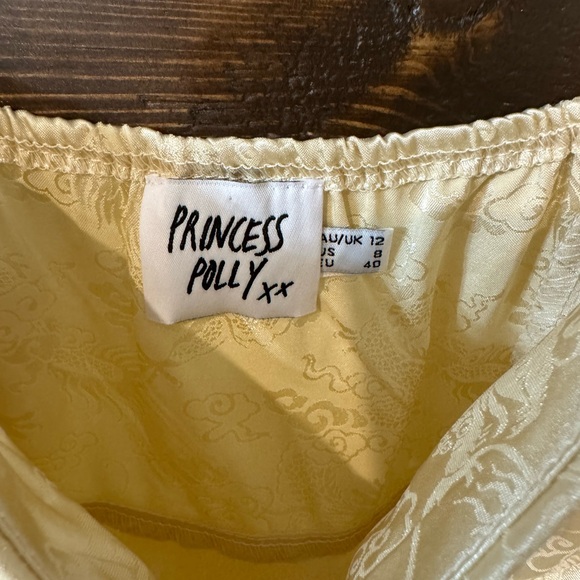 PRINCESS
POLLY xx
AU/UK 12
US 8
EU 40